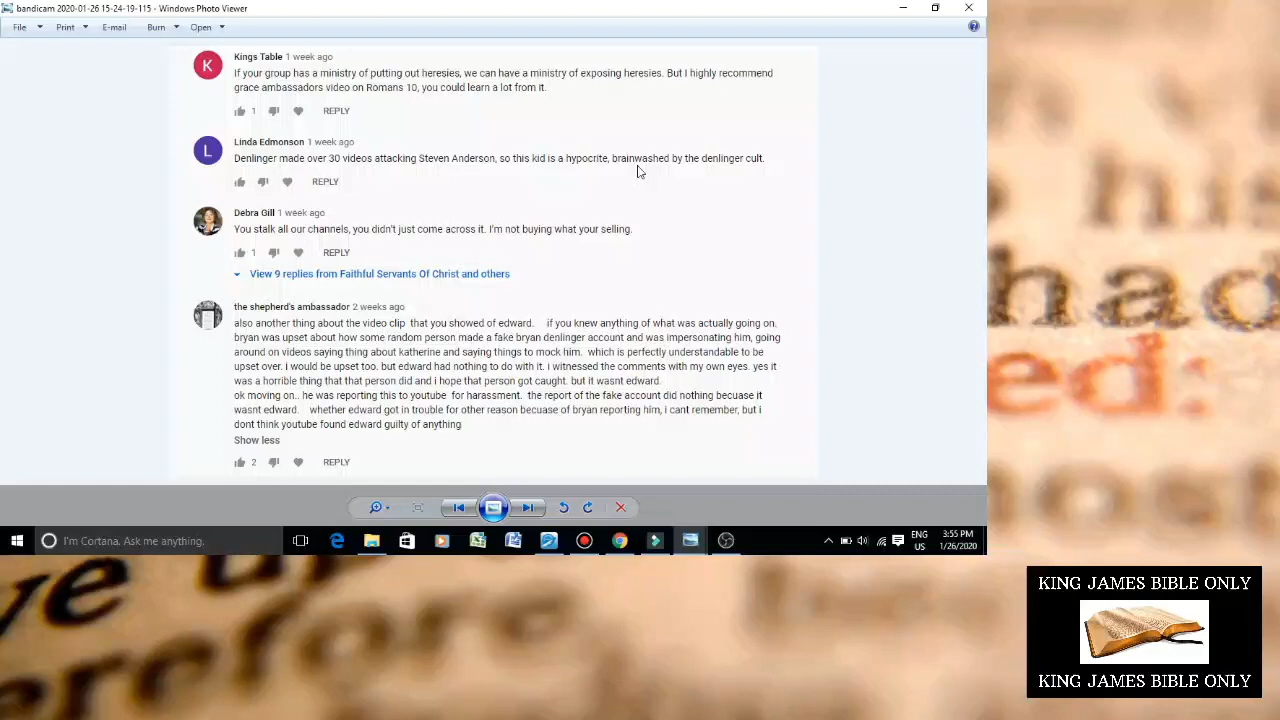 bandicam 2020-01-26 15-24-19-115 - Windows Photo Viewer
File Print E-mail Burn Open
K
Kings Table 1 week ago
If your group has a ministry of putting out heresies, we can have a ministry of exposing heresies. But I highly recommend
grace ambassadors video on Romans 10, you could learn a lot from it.
1 REPLY
L
Linda Edmonson 1 week ago
Denlinger made over 30 videos attacking Steven Anderson, so this kid is a hypocrite, brainwashed by the denlinger cult.
REPLY
Debra Gill 1 week ago
You stalk all our channels, you didn't just come across it. I'm not buying what your selling.
1 REPLY
View 9 replies from Faithful Servants Of Christ and others
the shepherd's ambassador 2 weeks ago
also another thing about the video clip that you showed of edward. if you knew anything of what was actually going on.
bryan was upset about how some random person made a fake bryan denlinger account and was impersonating him, going
around on videos saying thing about katherine and saying things to mock him. which is perfectly understandable to be
upset over. i would be upset too. but edward had nothing to do with it. i witnessed the comments with my own eyes. yes it
was a horrible thing that that person did and i hope that person got caught. but it wasnt edward.
ok moving on.. he was reporting this to youtube for harassment. the report of the fake account did nothing becuase it
wasnt edward. whether edward got in trouble for other reason becuase of bryan reporting him, i cant remember, but i
dont think youtube found edward guilty of anything
Show less
2 REPLY
I'm Cortana. Ask me anything.
ENG
US
3:55 PM
1/26/2020
his
had
ed:
KING JAMES BIBLE ONLY
KING JAMES BIBLE ONLY